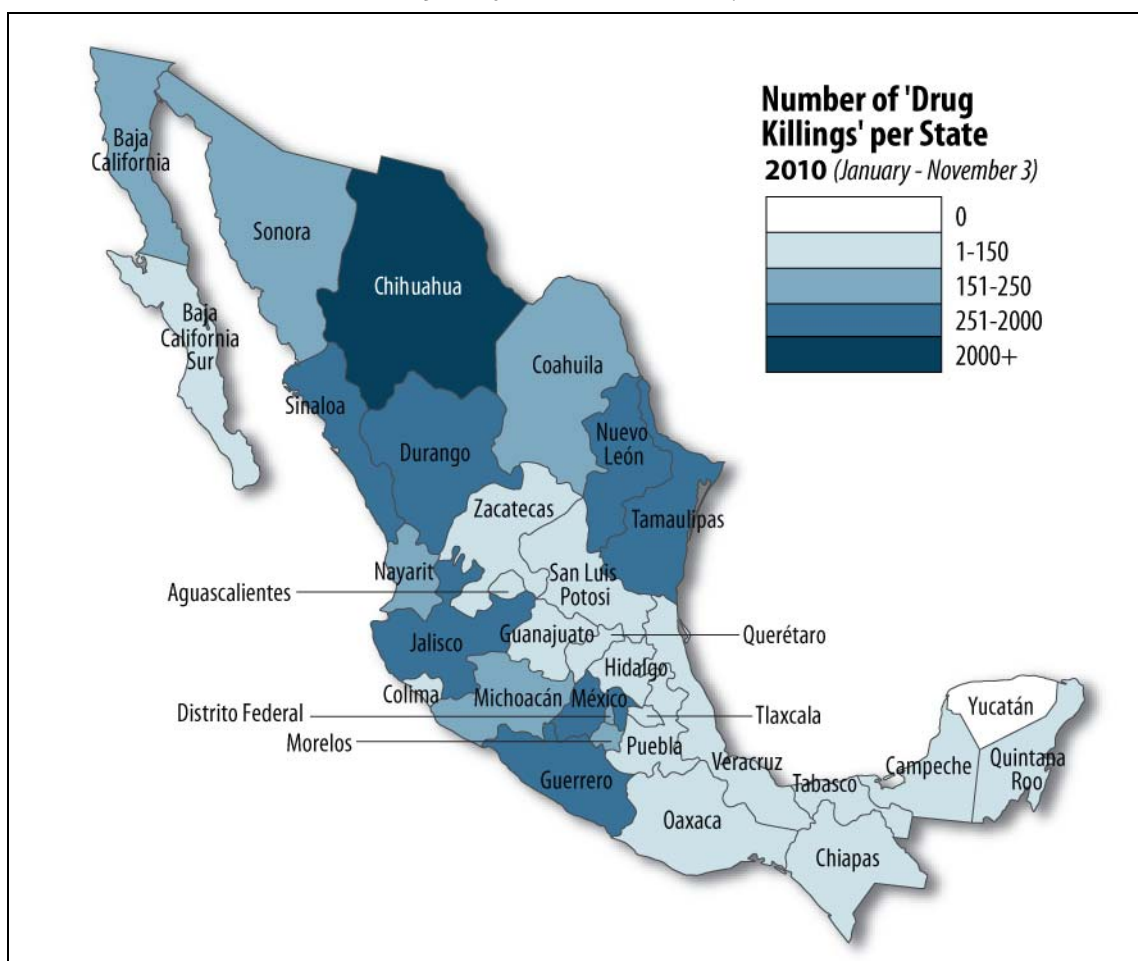 Number of 'Drug
Killings' per State
2010 (January - November 3)
0
1-150
151-250
251-2000
2000+
Baja
California
Sonora
Chihuahua
Baja
California
Sur
Coahuila
Sinaloa
Durango
Nuevo
León
Zacatecas
Tamaulipas
Nayarit
San Luis
Potosi
Aguascalientes
Jalisco
Guanajuato
Querétaro
Hidalgo
Colima
Michoacán
México
Distrito Federal
Tlaxcala
Morelos
Puebla
Yucatán
Veracruz
Campeche
Quintana
Roo
Guerrero
Tabasco
Oaxaca
Chiapas